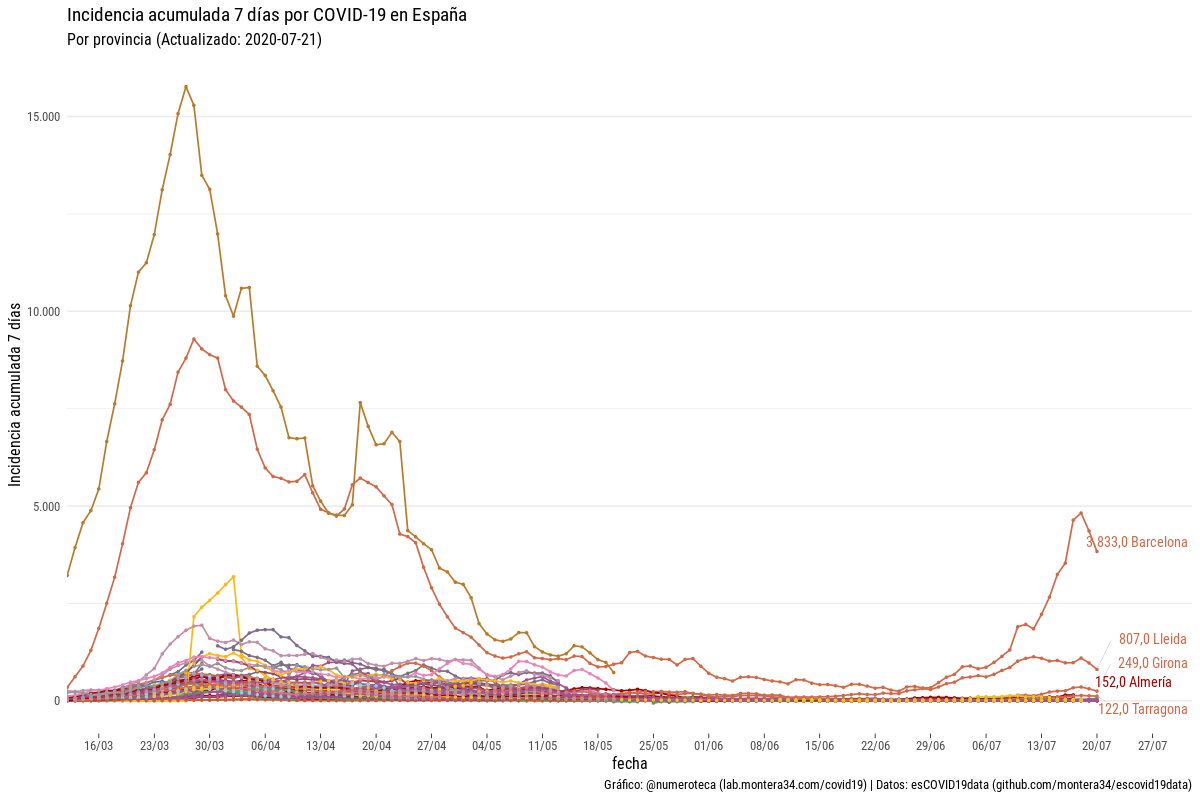 Incidencia acumulada 7 días por COVID-19 en España
Por provincia (Actualizado: 2020-07-21)
Incidencia acumulada 7 días
15.000
10.000
5.000
0
3.833,0 Barcelona
807,0 Lleida
249,0 Girona
152,0 Almería
122,0 Tarragona
16/03 23/03 30/03 06/04 13/04 20/04 27/04 04/05 11/05 18/05 25/05 01/06 08/06 15/06 22/06 29/06 06/07 13/07 20/07 27/07
fecha
Gráfico: @numeroteca (lab.montera34.com/covid19) | Datos: esCOVID19data (github.com/montera34/escovid19data)